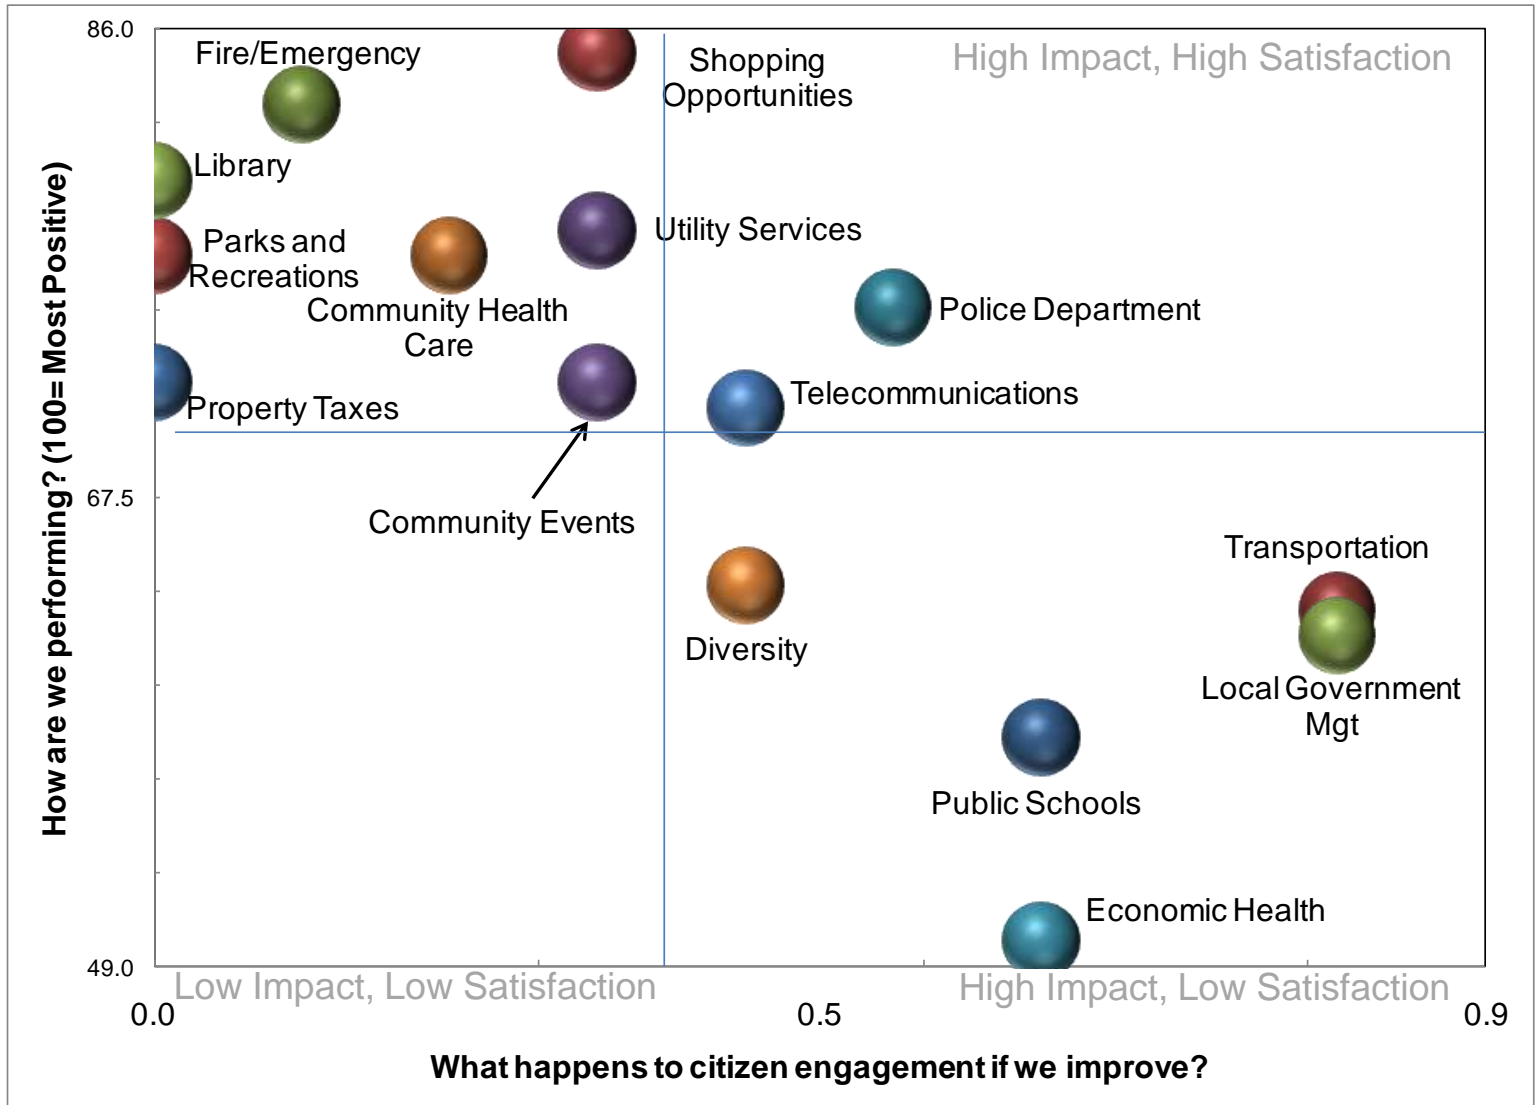 86.0
Fire/Emergency
Shopping
Opportunities
High Impact, High Satisfaction
Library
Parks and
Recreations
Utility Services
Community Health
Care
Police Department
Property Taxes
Telecommunications
How are we performing? (100= Most Positive)
67.5
Community Events
Transportation
Diversity
Local Government
Mgt
Public Schools
Economic Health
49.0
Low Impact, Low Satisfaction
High Impact, Low Satisfaction
0.0
0.5
0.9
What happens to citizen engagement if we improve?